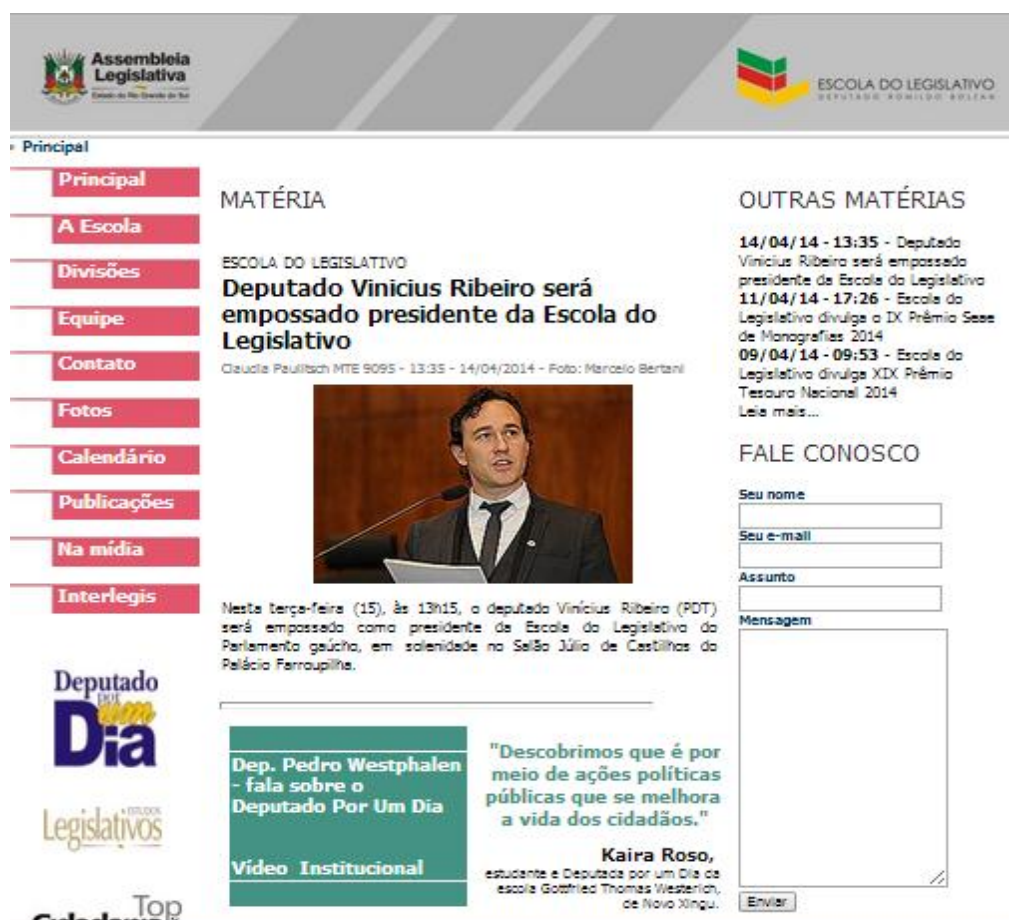 Assembleia
Legislativa
Estado do Rio Grande do Sul
ESCOLA DO LEGISLATIVO
DEPUTADO ROMILDO BOLZAN
Principal
Principal
A Escola
Divisões
Equipe
Contato
Fotos
Calendário
Publicações
Na mídia
Interlegis
Deputado
por
um
Dia
ESTUDOS
Legislativos
Top
Cidadania
MATÉRIA
ESCOLA DO LEGISLATIVO
Deputado Vinicius Ribeiro será
empossado presidente da Escola do
Legislativo
Claudia Paulitsch MTE 9095 - 13:35 - 14/04/2014 - Foto: Marcelo Bertani
Nesta terça-feira (15), às 13h15, o deputado Vinícius Ribeiro (PDT)
será empossado como presidente da Escola do Legislativo do
Parlamento gaúcho, em solenidade no Salão Júlio de Castilhos do
Palácio Farroupilha.
Dep. Pedro Westphalen
- fala sobre o
Deputado Por Um Dia
Vídeo Institucional
"Descobrimos que é por
meio de ações políticas
públicas que se melhora
a vida dos cidadãos."
Kaira Roso,
estudante e Deputada por um Dia da
escola Gottfried Thomas Westerich,
de Novo Xingu.
OUTRAS MATÉRIAS
14/04/14 - 13:35 - Deputado
Vinicius Ribeiro será empossado
presidente da Escola do Legislativo
11/04/14 - 17:26 - Escola do
Legislativo divulga o IX Prêmio Seae
de Monografias 2014
09/04/14 - 09:53 - Escola do
Legislativo divulga XIX Prêmio
Tesouro Nacional 2014
Leia mais...
FALE CONOSCO
Seu nome
Seu e-mail
Assunto
Mensagem
Enviar